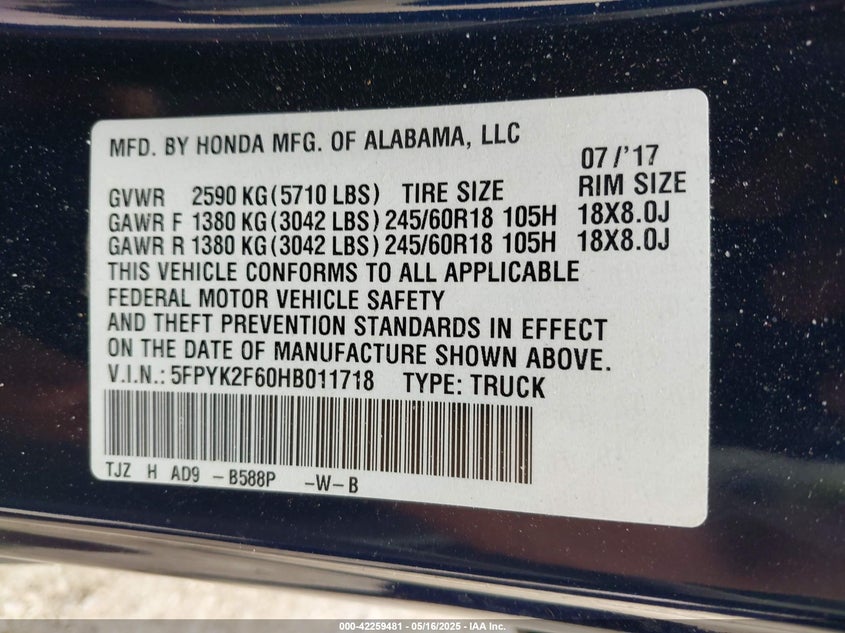 MFD. BY HONDA MFG. OF ALABAMA, LLC
07/'17
GVWR 2590 KG(5710 LBS) TIRE SIZE RIM SIZE
GAWR F 1380 KG(3042 LBS) 245/60R18 105H 18X8.0J
GAWR R 1380 KG(3042 LBS) 245/60R18 105H 18X8.0J
THIS VEHICLE CONFORMS TO ALL APPLICABLE
FEDERAL MOTOR VEHICLE SAFETY
AND THEFT PREVENTION STANDARDS IN EFFECT
ON THE DATE OF MANUFACTURE SHOWN ABOVE.
V.I.N.: 5FPYK2F60HB011718 TYPE: TRUCK
TJZ H AD9 -B588P -W-B
000-42259481 - 05/16/2025 - IAA Inc.